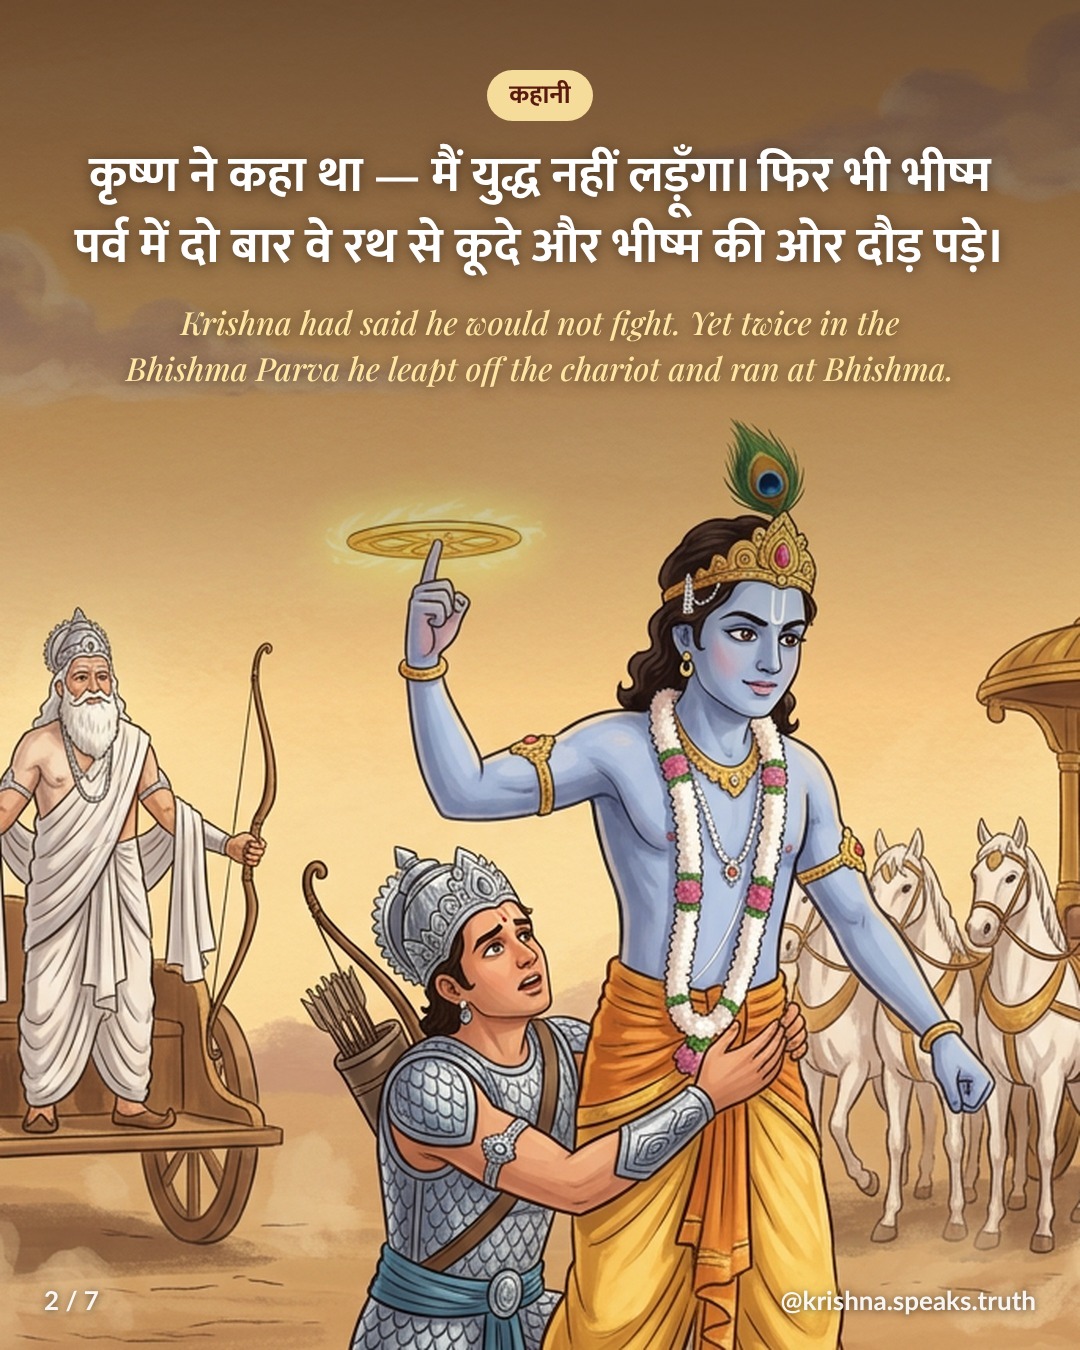 कहानी
कृष्ण ने कहा था — मैं युद्ध नहीं लड़ूँगा। फिर भी भीष्म
पर्व में दो बार वे रथ से कूदे और भीष्म की ओर दौड़ पड़े।
Krishna had said he would not fight. Yet twice in the
Bhishma Parva he leapt off the chariot and ran at Bhishma.
2 / 7
@krishna.speaks.truth